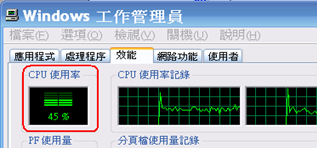 Windows 工作管理員
檔案(F) 選項(O) 檢視(V) 關機(U) 說明(H)
應用程式 處理程序 效能 網路功能 使用者
CPU 使用率 CPU 使用率記錄
45 %
PF 使用量 分頁檔使用量記錄